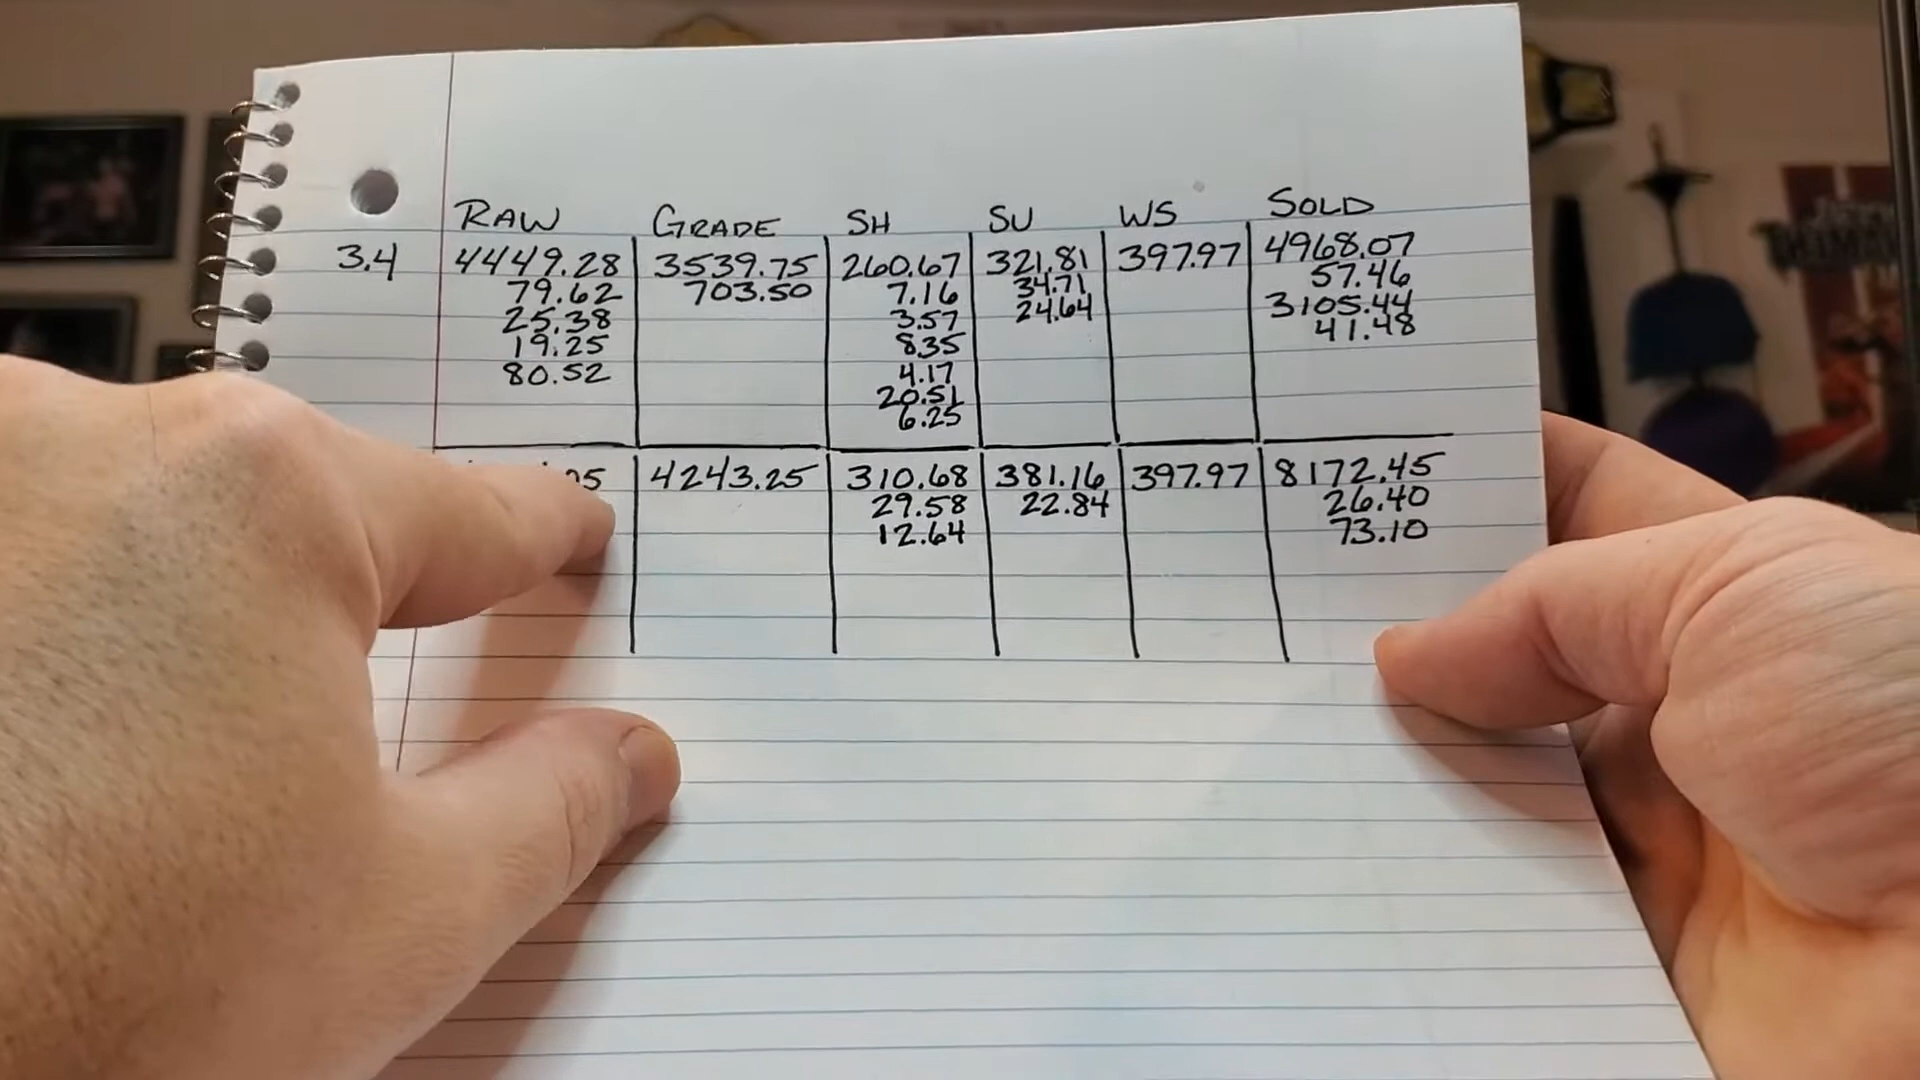 RAW GRADE SH SU WS SOLD
3.4 4449.28 3539.75 260.67 321.81 397.97 4968.07
79.62 703.50 7.16 34.71 57.46
25.38 3.57 24.64 3105.44
19.25 835 41.48
80.52 4.17
20.51
6.25
05 4243.25 310.68 381.16 397.97 8172.45
29.58 22.84 26.40
12.64 73.10